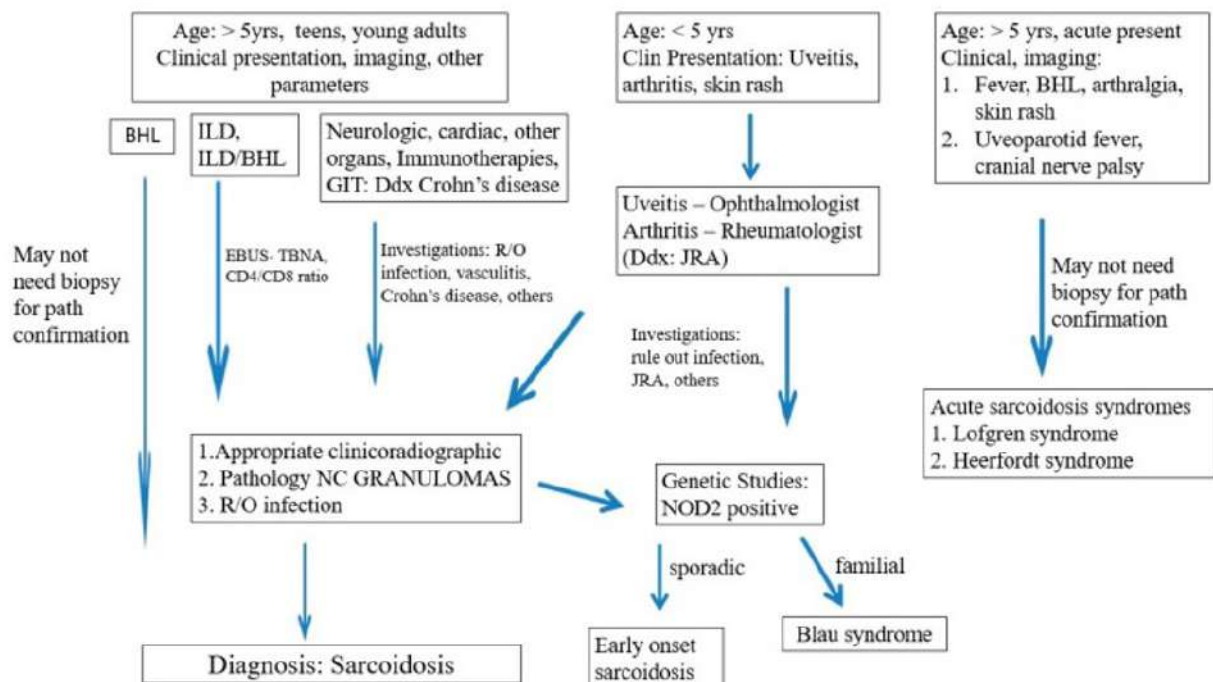 Age: > 5yrs, teens, young adults
Clinical presentation, imaging, other
parameters
BHL
ILD,
ILD/BHL
Neurologic, cardiac, other
organs, Immunotherapies,
GIT: Ddx Crohn's disease
May not
need biopsy
for path
confirmation
EBUS- TBNA,
CD4/CD8 ratio
Investigations: R/O
infection, vasculitis,
Crohn's disease, others
1.Appropriate clinicoradiographic
2. Pathology NC GRANULOMAS
3. R/O infection
Diagnosis: Sarcoidosis
Age: < 5 yrs
Clin Presentation: Uveitis,
arthritis, skin rash
Uveitis – Ophthalmologist
Arthritis – Rheumatologist
(Ddx: JRA)
Investigations:
rule out infection,
JRA, others
Genetic Studies:
NOD2 positive
sporadic
familial
Early onset
sarcoidosis
Blau syndrome
Age: > 5 yrs, acute present
Clinical, imaging:
1. Fever, BHL, arthralgia,
skin rash
2. Uveoparotid fever,
cranial nerve palsy
May not need
biopsy for path
confirmation
Acute sarcoidosis syndromes
1. Lofgren syndrome
2. Heerfordt syndrome